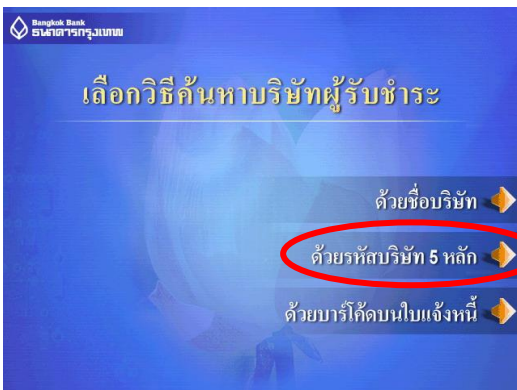 Bangkok Bank
ธนาคารกรุงเทพ
เลือกวิธีค้นหาบริษัทผู้รับชำระ
ด้วยชื่อบริษัท
ด้วยรหัสบริษัท 5 หลัก
ด้วยบาร์โค้ดบนใบแจ้งหนี้